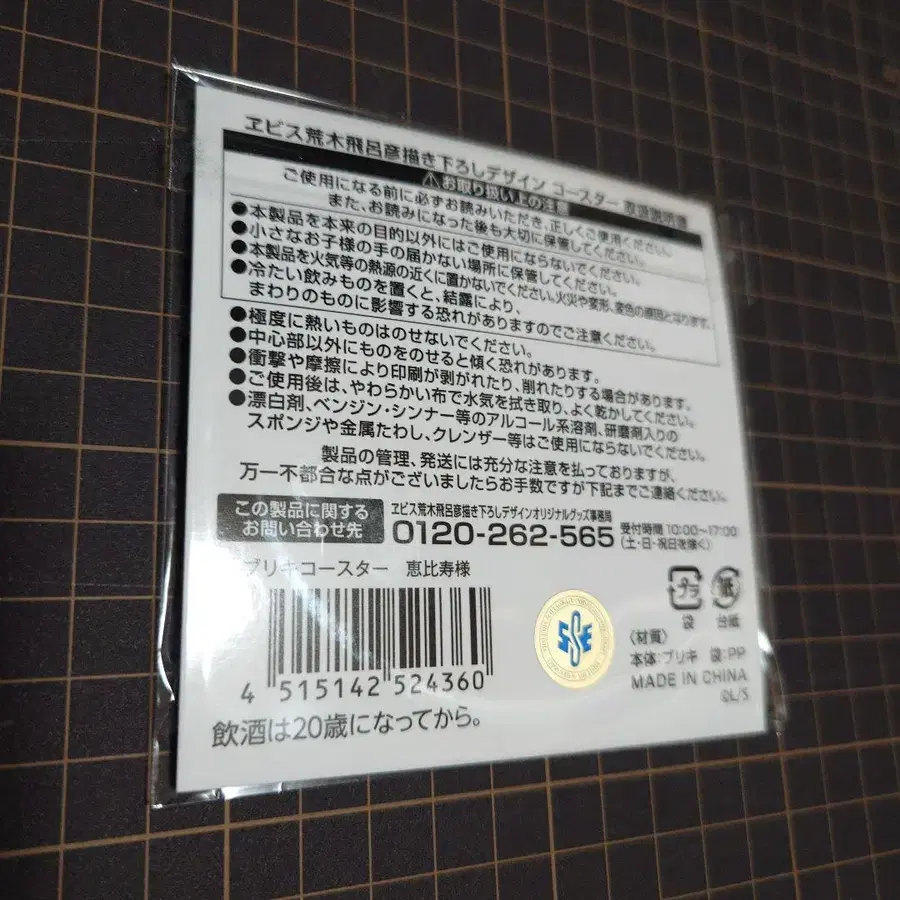 ヱビス荒木飛呂彦描き下ろしデザイン コースター 取扱説明書
⚠お取り扱い上の注意
ご使用になる前に必ずお読みいただき、正しくご使用ください。
また、お読みになった後も大切に保管してください。
●本製品を本来の目的以外にはご使用にならないでください。
●小さなお子様の手の届かない場所に保管してください。
●本製品を火気等の熱源の近くに置かないでください。火災や変形、変色の原因となります。
●冷たい飲みものを置くと、結露により、
まわりのものに影響する恐れがありますのでご注意ください。
●極度に熱いものはのせないでください。
●中心部以外にものをのせると傾く恐れがあります。
●衝撃や摩擦により印刷が剥がれたり、削れたりする場合があります。
●ご使用後は、やわらかい布で水気を拭き取り、よく乾かしてください。
●漂白剤、ベンジン・シンナー等のアルコール系溶剤、研磨剤入りの
スポンジや金属たわし、クレンザー等はご使用にならないでください。
製品の管理、発送には充分な注意を払っておりますが、
万一不都合な点がございましたらお手数ですが下記までご連絡ください。
この製品に関する
お問い合わせ先
ヱビス荒木飛呂彦描き下ろしデザインオリジナルグッズ事務局
0120-262-565
受付時間 10:00~17:00
(土・日・祝日を除く)
ブリキコースター 恵比寿様
4 515142 524360
飲酒は20歳になってから。
プラ
紙
袋
台紙
〈材質〉
本体:ブリキ 袋:PP
MADE IN CHINA
©L/S